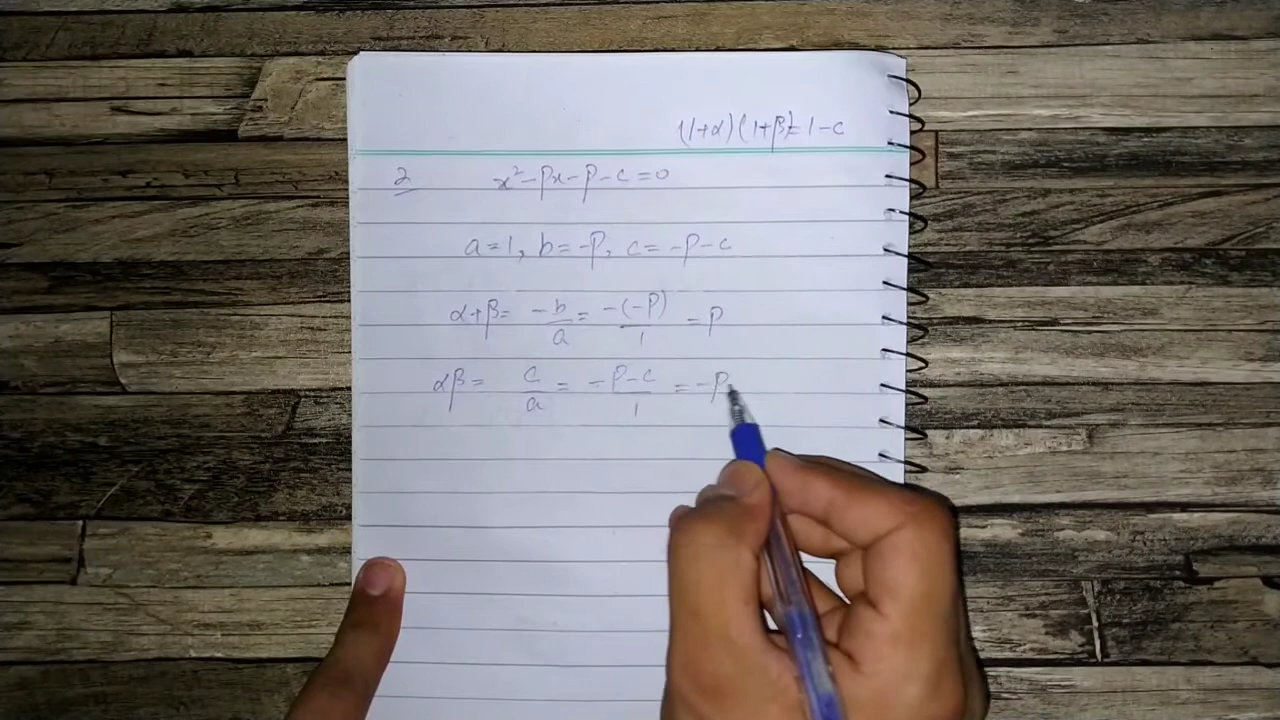 (1+α)(1+β)=1-c
2 x²-px-p-c=0
a=1, b=-p, c=-p-c
α+β= -b/a = -(-p)/1 = p
αβ= c/a = -p-c/1 = -p